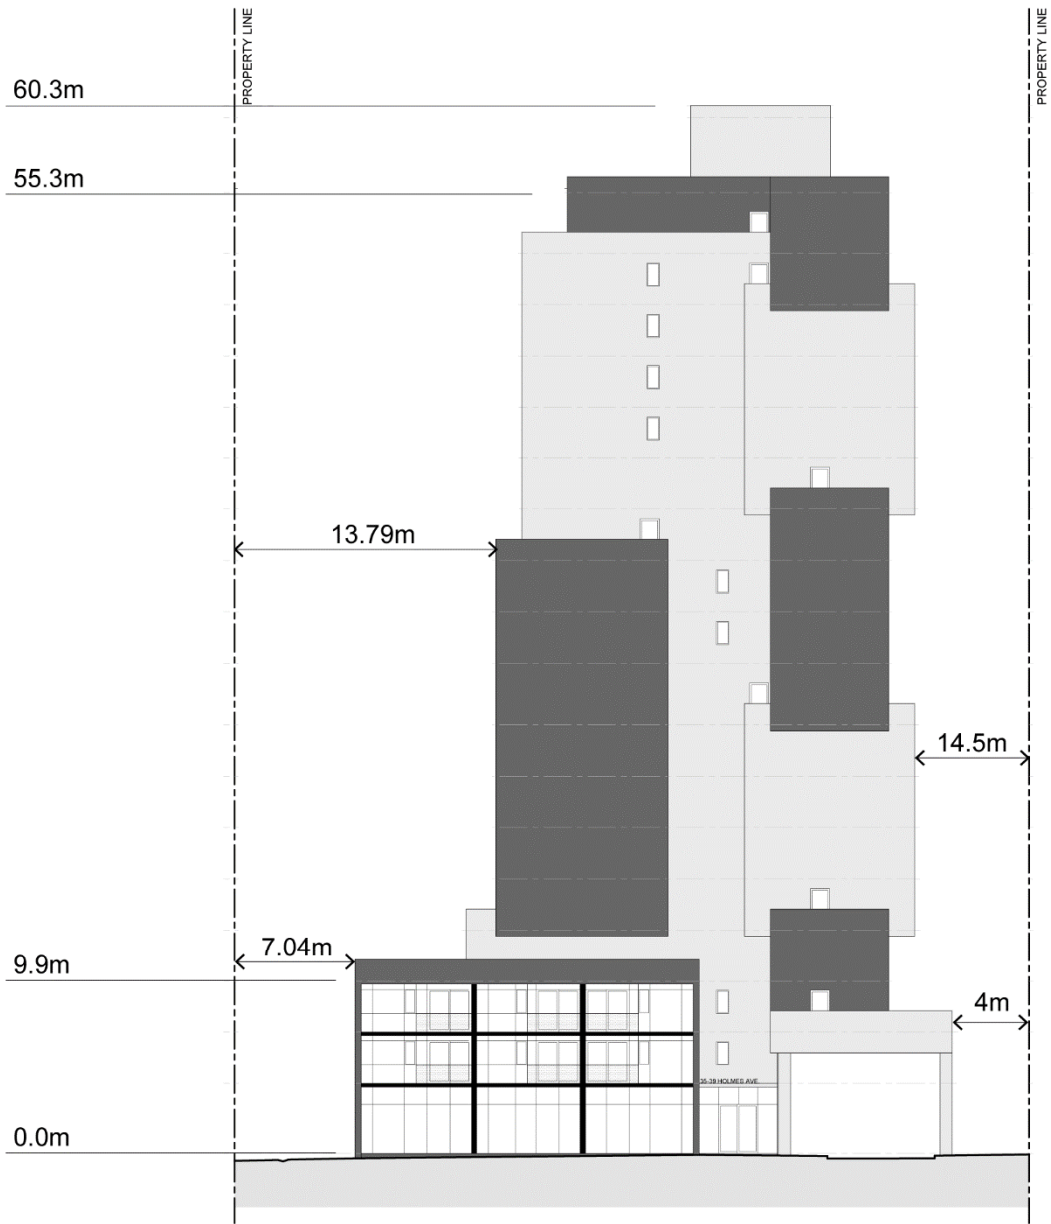 PROPERTY LINE
PROPERTY LINE
60.3m
55.3m
13.79m
14.5m
7.04m
9.9m
4m
35-39 HOLMES AVE.
0.0m